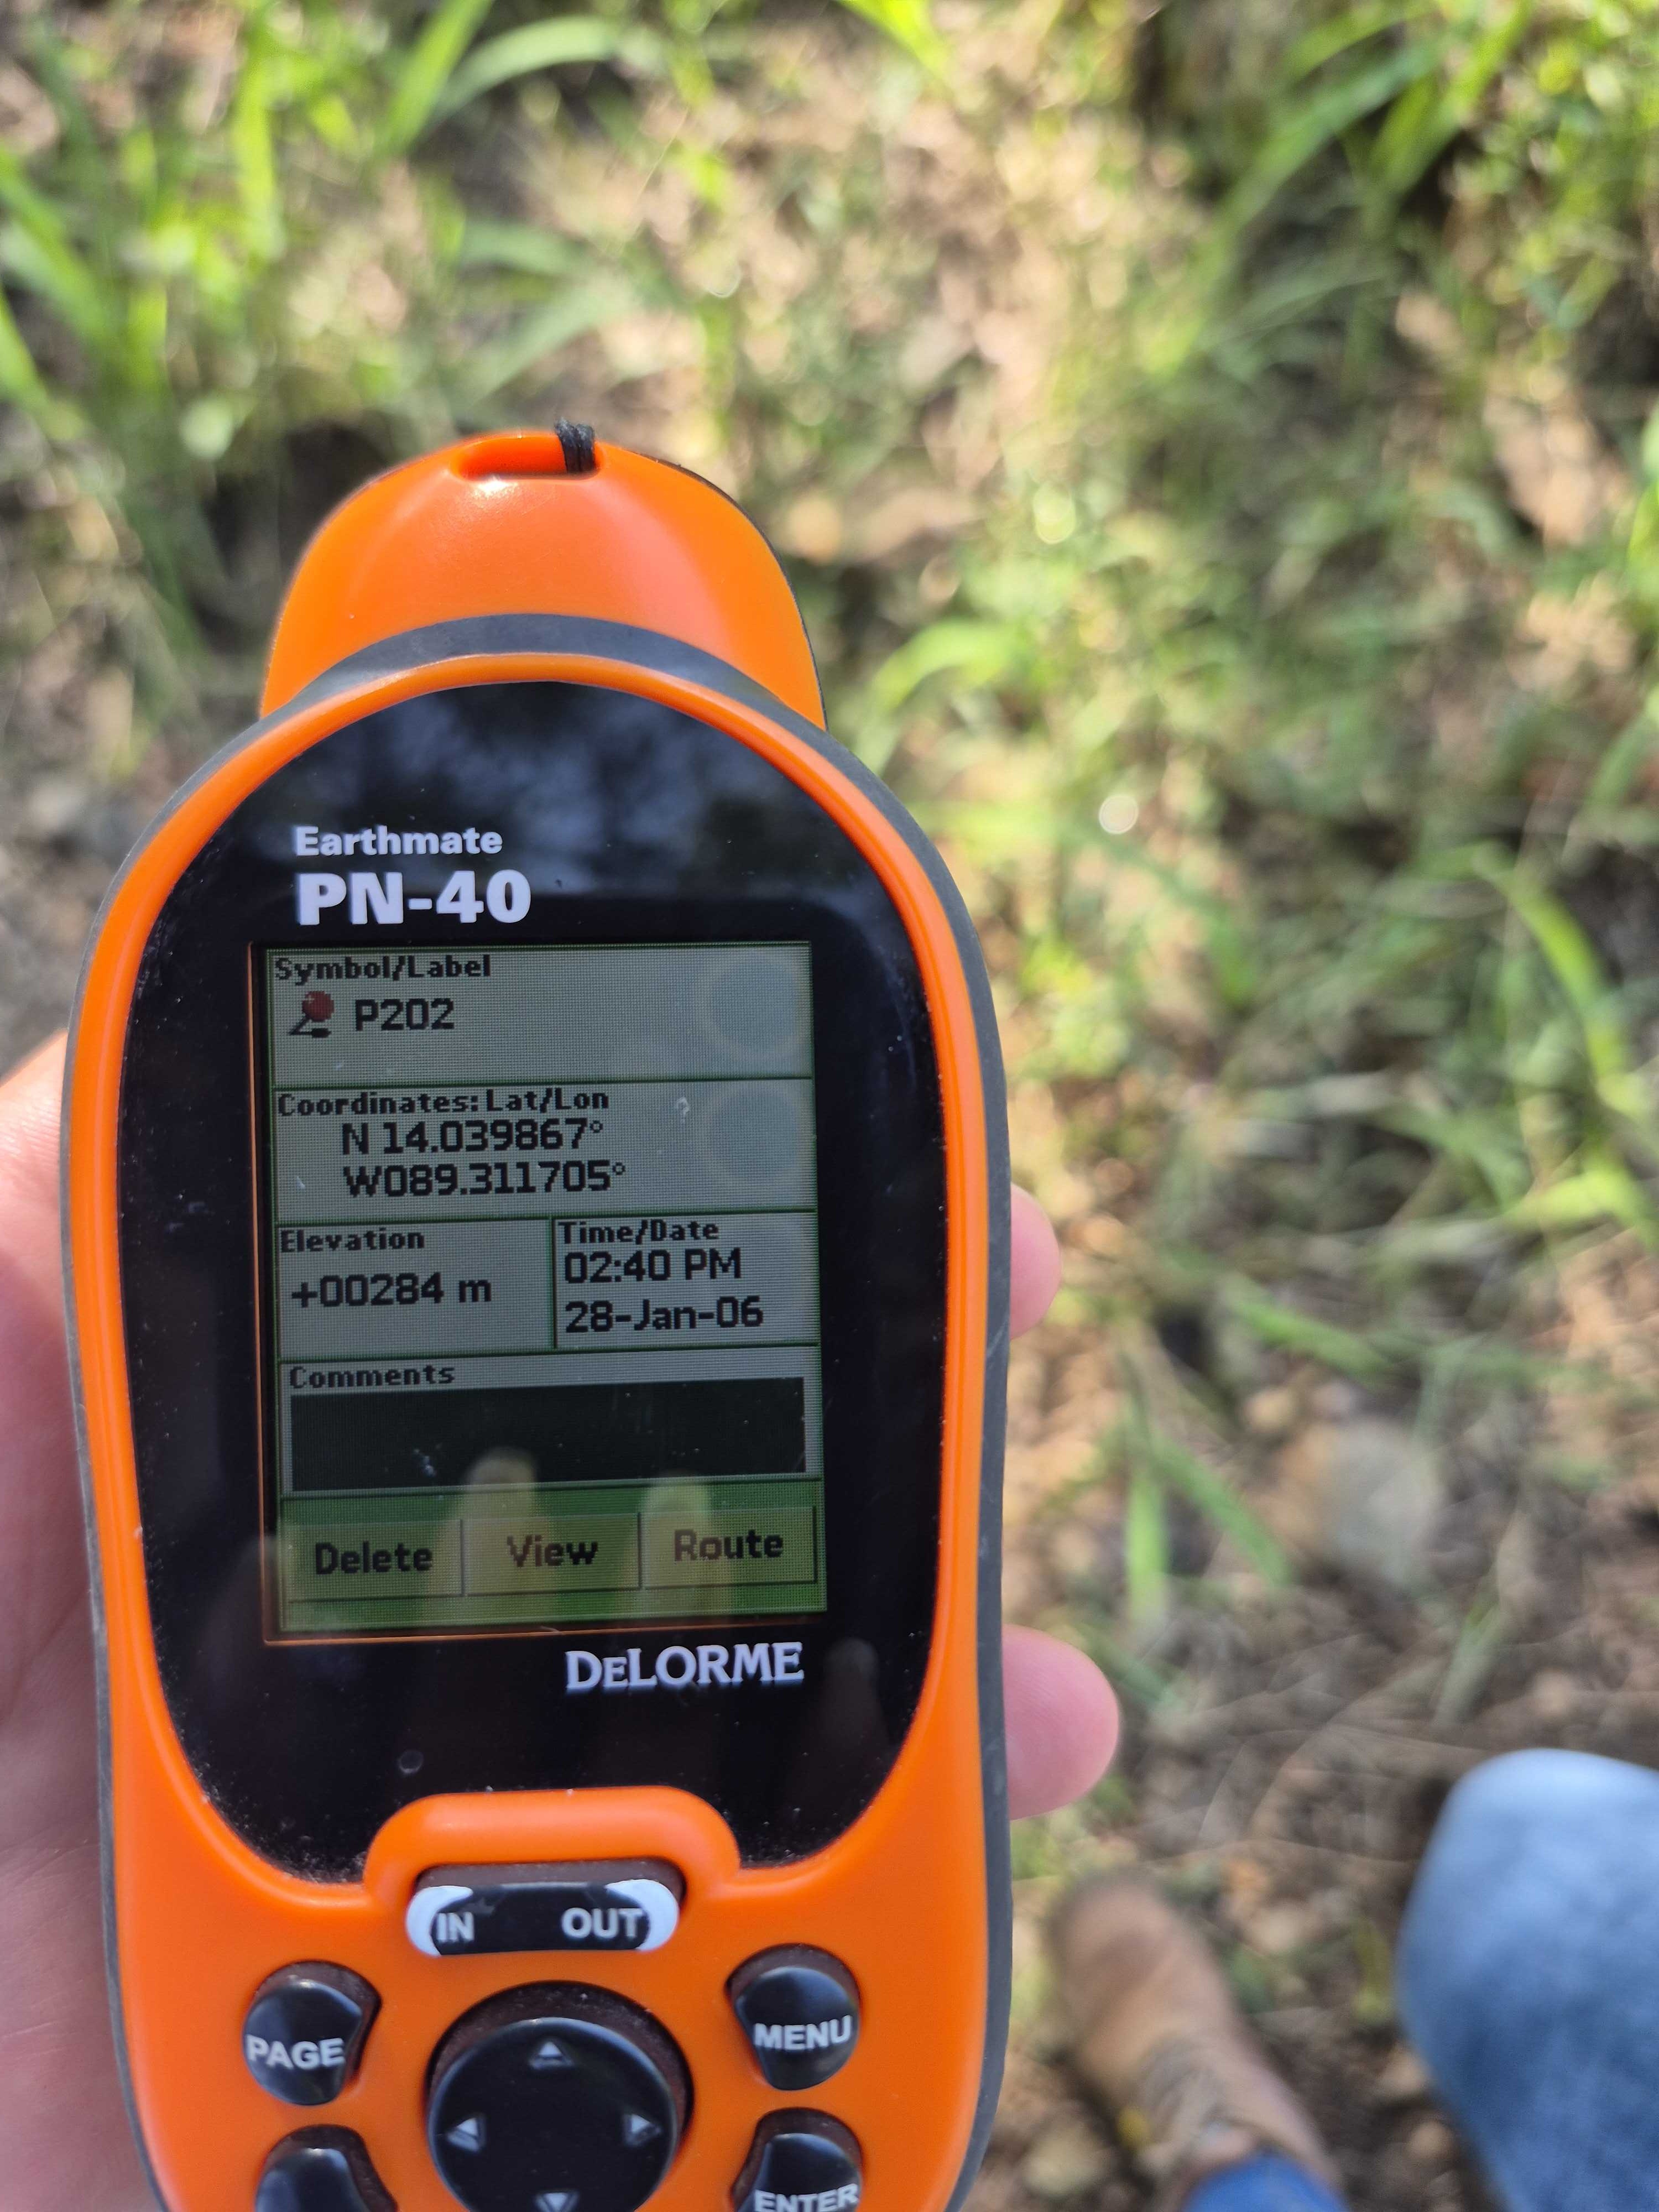 Earthmate
PN-40
Symbol/Label
P202
Coordinates: Lat/Lon
N 14.039867°
W089.311705°
Elevation
+00284 m
Time/Date
02:40 PM
28-Jan-06
Comments
Delete View Route
DeLORME
IN OUT
PAGE MENU
ENTER